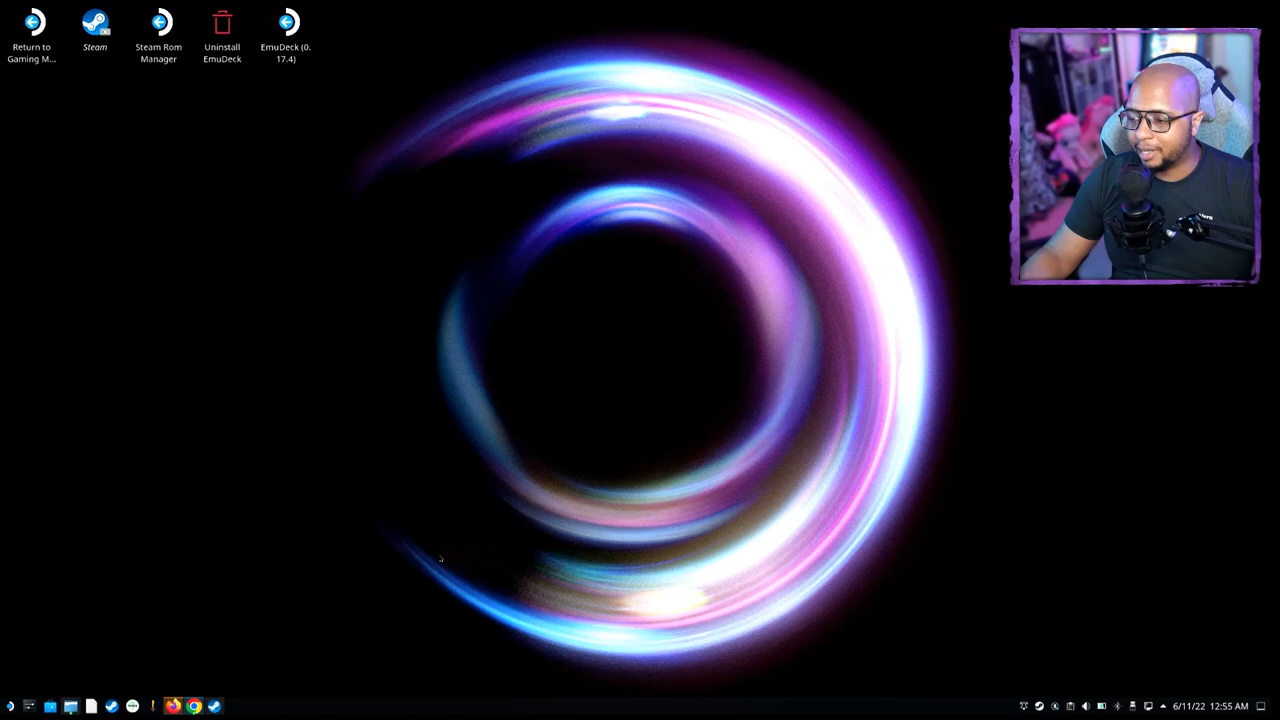 Return to
Gaming M...
Steam
Steam Rom
Manager
Uninstall
EmuDeck
EmuDeck (0.
17.4)
6/11/22 12:55 AM